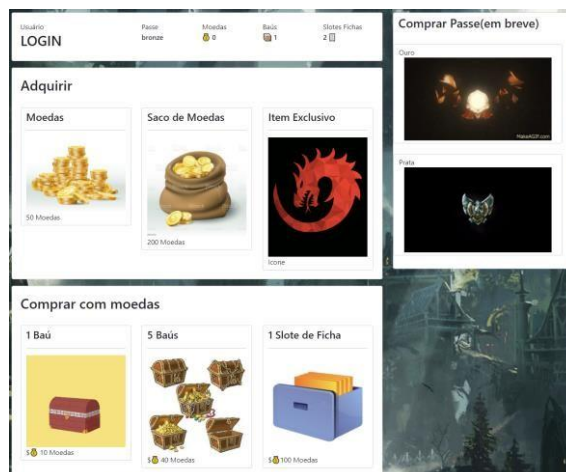 Usuário
LOGIN
Passe
bronze
Moedas
0
Baús
1
Slotes Fichas
2
Comprar Passe(em breve)
Ouro
MakeAGIF.com
Prata
Adquirir
Moedas
50 Moedas
Saco de Moedas
200 Moedas
Item Exclusivo
Icone
Comprar com moedas
1 Baú
$ 10 Moedas
5 Baús
$ 40 Moedas
1 Slote de Ficha
$ 100 Moedas